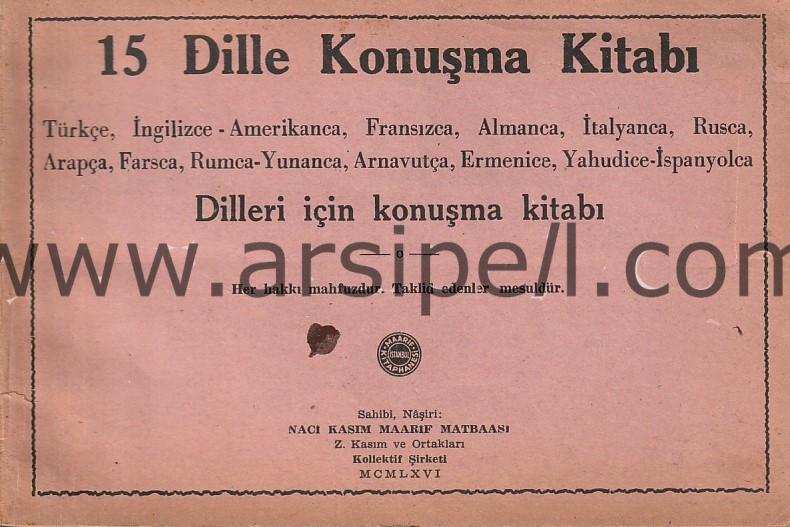 15 Dille Konuşma Kitabı
Türkçe, İngilizce - Amerikanca, Fransızca, Almanca, İtalyanca, Rusca,
Arapça, Farsca, Rumca-Yunanca, Arnavutça, Ermenice, Yahudice-İspanyolca
Dilleri için konuşma kitabı
o
www.arsipel.com
Her hakkı mahfuzdur. Taklid edenler mesuldür.
MAARİF KİTAPHANESİ
İSTANBUL
Sahibi, Nâşiri:
NACİ KASIM MAARİF MATBAASI
Z. Kasım ve Ortakları
Kollektif Şirketi
MCMLXVI